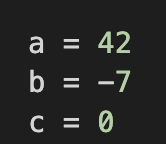 a = 42
b = -7
c = 0